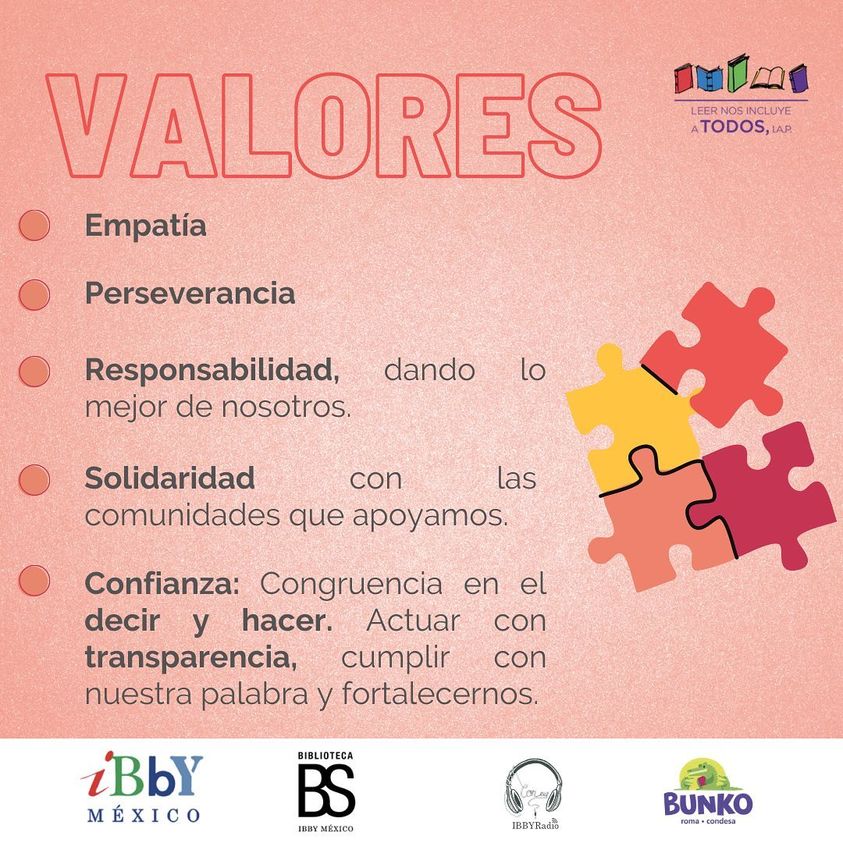 VALORES
LEER NOS INCLUYE
A TODOS, I.A.P.
Empatía
Perseverancia
Responsabilidad, dando lo
mejor de nosotros.
Solidaridad con las
comunidades que apoyamos.
Confianza: Congruencia en el
decir y hacer. Actuar con
transparencia, cumplir con
nuestra palabra y fortalecernos.
iBbY
MÉXICO
BIBLIOTECA
BS
IBBY MÉXICO
IBBYRadio
BUNKO
roma • condesa